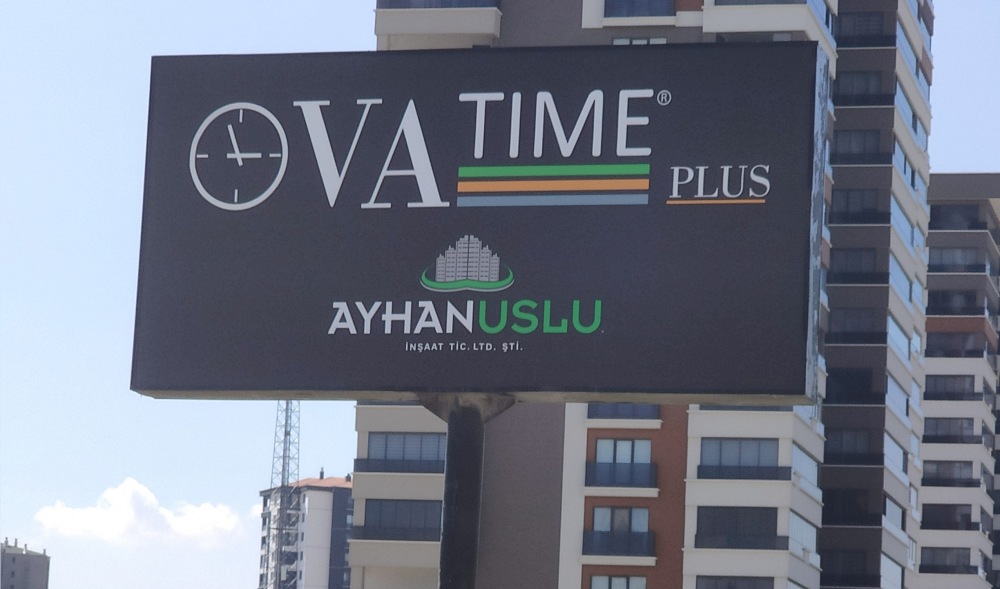 OVA TIME® PLUS
AYHANUSLU
İNŞAAT TİC. LTD. ŞTİ.